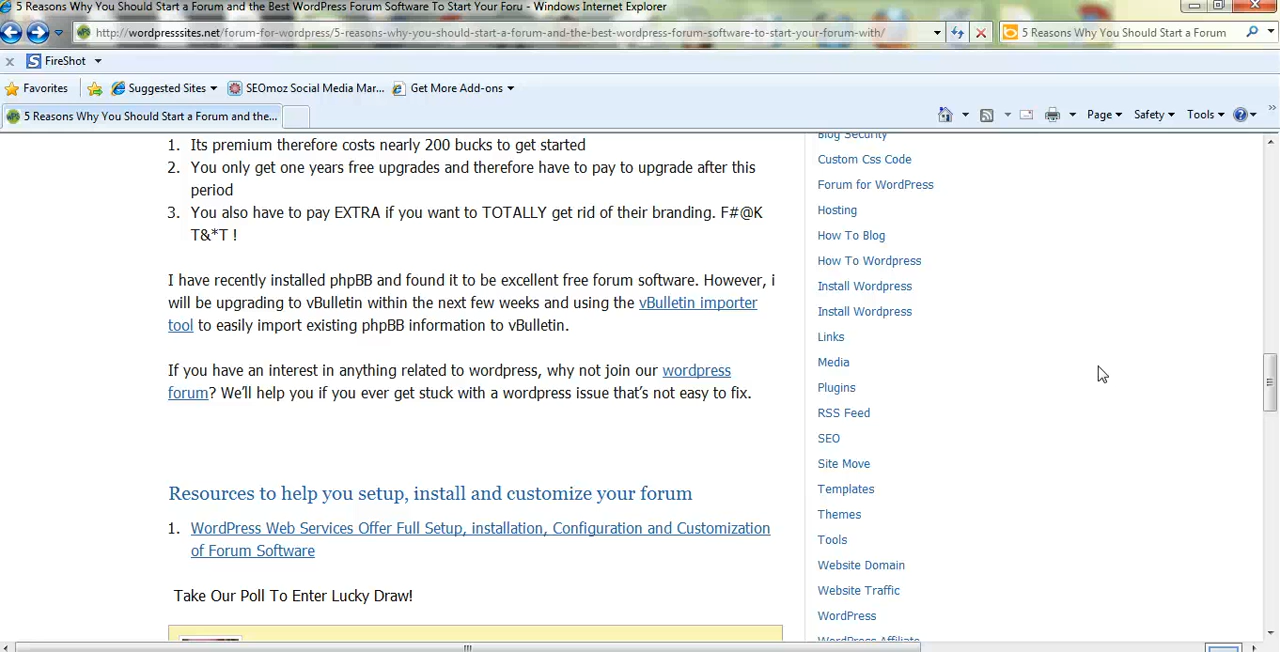 5 Reasons Why You Should Start a Forum and the Best WordPress Forum Software To Start Your Foru - Windows Internet Explorer
http://wordpresssites.net/forum-for-wordpress/5-reasons-why-you-should-start-a-forum-and-the-best-wordpress-forum-software-to-start-your-forum-with/
5 Reasons Why You Should Start a Forum
x FireShot
Favorites Suggested Sites SEOmoz Social Media Mar... Get More Add-ons
5 Reasons Why You Should Start a Forum and the... Page Safety Tools
1. Its premium therefore costs nearly 200 bucks to get started
2. You only get one years free upgrades and therefore have to pay to upgrade after this
period
3. You also have to pay EXTRA if you want to TOTALLY get rid of their branding. F#@K
T&*T !
I have recently installed phpBB and found it to be excellent free forum software. However, i
will be upgrading to vBulletin within the next few weeks and using the vBulletin importer
tool to easily import existing phpBB information to vBulletin.
If you have an interest in anything related to wordpress, why not join our wordpress
forum? We'll help you if you ever get stuck with a wordpress issue that's not easy to fix.
Resources to help you setup, install and customize your forum
1. WordPress Web Services Offer Full Setup, installation, Configuration and Customization
of Forum Software
Take Our Poll To Enter Lucky Draw!
Blog Security
Custom Css Code
Forum for WordPress
Hosting
How To Blog
How To Wordpress
Install Wordpress
Install Wordpress
Links
Media
Plugins
RSS Feed
SEO
Site Move
Templates
Themes
Tools
Website Domain
Website Traffic
WordPress
WordPress Affiliate